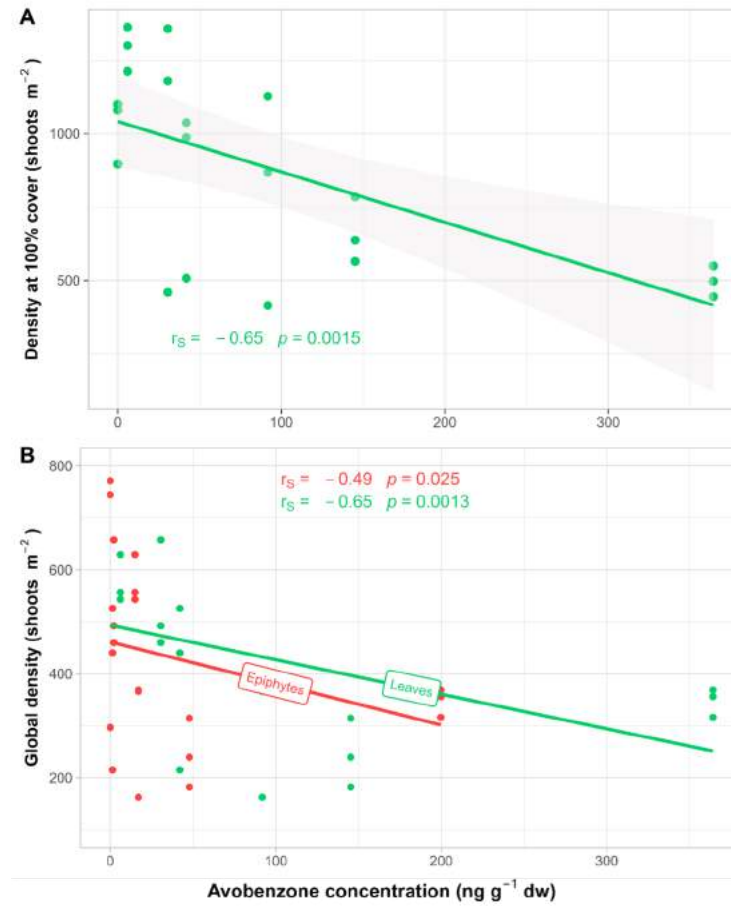 A
Density at 100% cover (shoots m⁻²)
1000
500
rS = −0.65 p = 0.0015
0
100
200
300
B
Global density (shoots m⁻²)
800
600
400
200
rS = −0.49 p = 0.025
rS = −0.65 p = 0.0013
Epiphytes
Leaves
0
100
200
300
Avobenzone concentration (ng g⁻¹ dw)